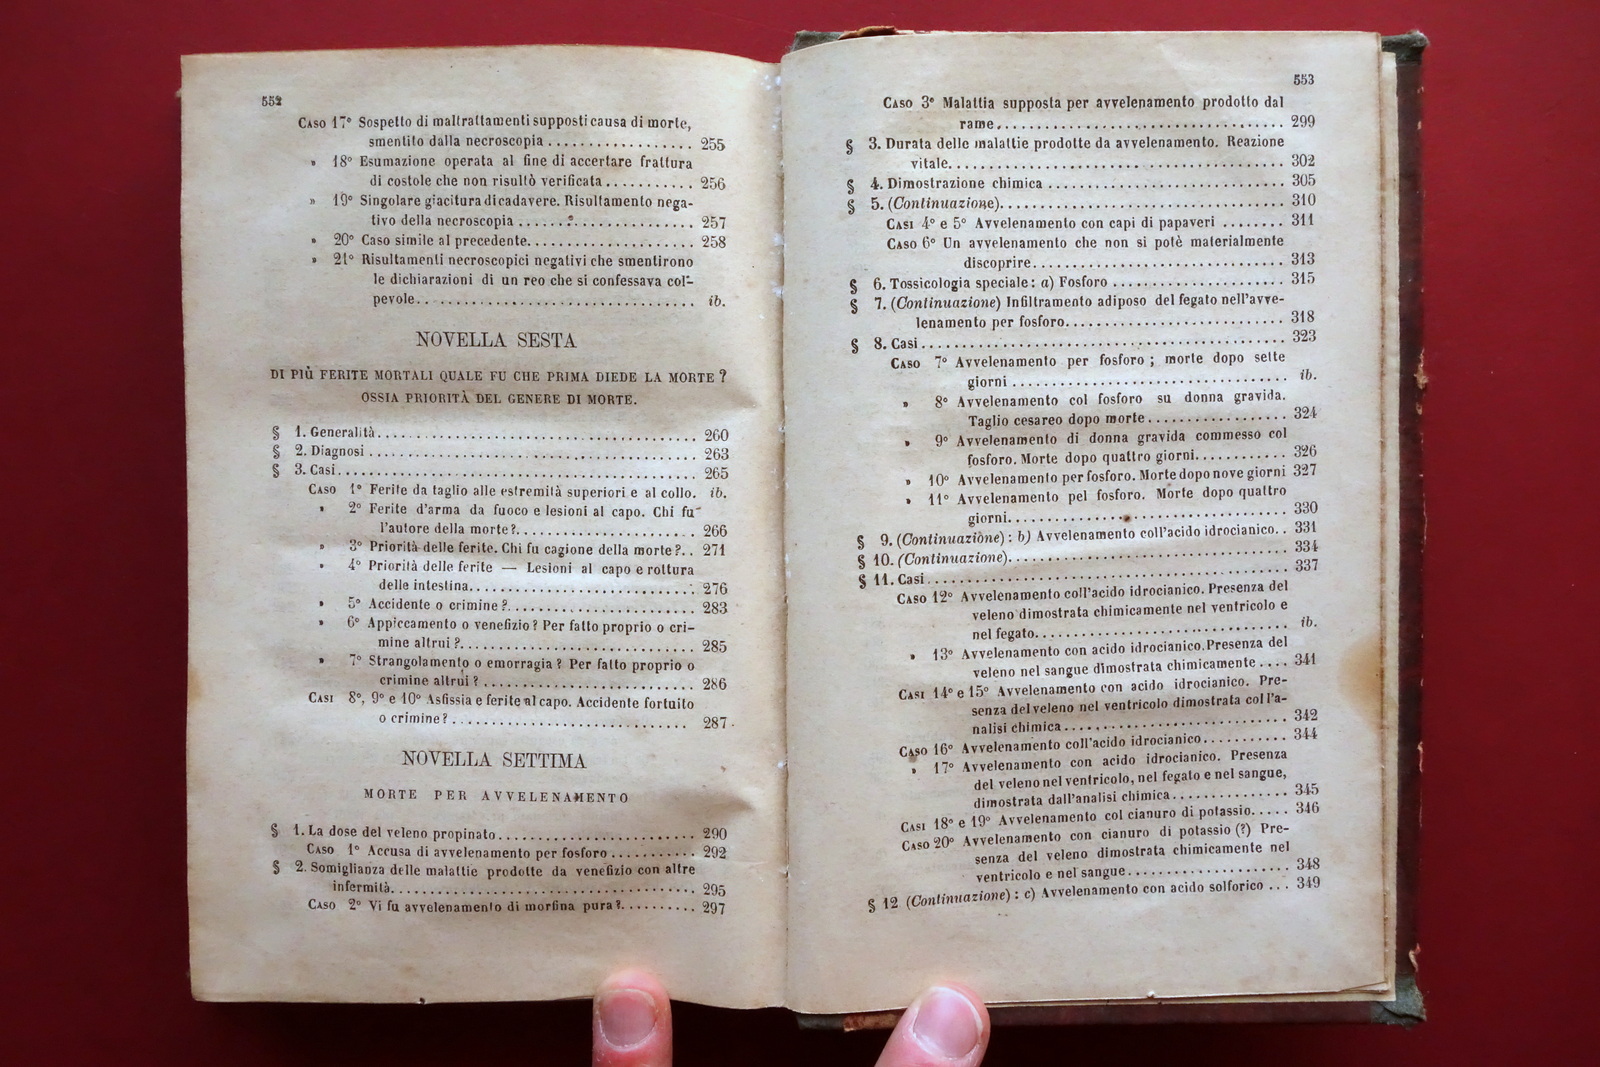 552
CASO 17° Sospetto di maltrattamenti supposti causa di morte,
smentito dalla necroscopia .................. 255
» 18° Esumazione operata al fine di accertare frattura
di costole che non risultò verificata ........... 256
» 19° Singolare giacitura di cadavere. Risultamento nega-
tivo della necroscopia ...................... 257
» 20° Caso simile al precedente..................... 258
» 21° Risultamenti necroscopici negativi che smentirono
le dichiarazioni di un reo che si confessava col-
pevole................................ ib.
NOVELLA SESTA
DI PIÙ FERITE MORTALI QUALE FU CHE PRIMA DIEDE LA MORTE?
OSSIA PRIORITÀ DEL GENERE DI MORTE.
§ 1. Generalità....................................... 260
§ 2. Diagnosi ........................................ 263
§ 3. Casi............................................ 265
CASO 1° Ferite da taglio alle estremità superiori e al collo. ib.
» 2° Ferite d'arma da fuoco e lesioni al capo. Chi fu
l'autore della morte?...................... 266
» 3° Priorità delle ferite. Chi fu cagione della morte?.. 271
» 4° Priorità delle ferite — Lesioni al capo e rottura
delle intestina........................... 276
» 5° Accidente o crimine?....................... 283
» 6° Appiccamento o venefizio? Per fatto proprio o cri-
mine altrui?............................. 285
» 7° Strangolamento o emorragia? Per fatto proprio o
crimine altrui? .......................... 286
CASI 8°, 9° e 10° Asfissia e ferite al capo. Accidente fortuito
o crimine?.............................. 287
NOVELLA SETTIMA
MORTE PER AVVELENAMENTO
§ 1. La dose del veleno propinato........................ 290
CASO 1° Accusa di avvelenamento per fosforo ........... 292
§ 2. Somiglianza delle malattie prodotte da venefizio con altre
infermità..................................... 295
CASO 2° Vi fu avvelenamento di morfina pura?.......... 297
553
CASO 3° Malattia supposta per avvelenamento prodotto dal
rame.................................... 299
§ 3. Durata delle malattie prodotte da avvelenamento. Reazione
vitale......................................... 302
§ 4. Dimostrazione chimica ............................. 305
§ 5. (Continuazione).................................... 310
CASI 4° e 5° Avvelenamento con capi di papaveri ........ 311
CASO 6° Un avvelenamento che non si potè materialmente
discoprire................................ 313
§ 6. Tossicologia speciale: a) Fosforo .................... 315
§ 7. (Continuazione) Infiltramento adiposo del fegato nell'avve-
lenamento per fosforo........................... 318
§ 8. Casi............................................. 323
CASO 7° Avvelenamento per fosforo; morte dopo sette
giorni .................................. ib.
» 8° Avvelenamento col fosforo su donna gravida.
Taglio cesareo dopo morte ................. 324
» 9° Avvelenamento di donna gravida commesso col
fosforo. Morte dopo quattro giorni............ 326
» 10° Avvelenamento per fosforo. Morte dopo nove giorni 327
» 11° Avvelenamento pel fosforo. Morte dopo quattro
giorni................................... 330
§ 9. (Continuazione): b) Avvelenamento coll'acido idrocianico.. 331
§ 10. (Continuazione)................................... 334
§ 11. Casi............................................. 337
CASO 12° Avvelenamento coll'acido idrocianico. Presenza del
veleno dimostrata chimicamente nel ventricolo e
nel fegato................................ ib.
» 13° Avvelenamento con acido idrocianico. Presenza del
veleno nel sangue dimostrata chimicamente .... 341
CASI 14° e 15° Avvelenamento con acido idrocianico. Pre-
senza del veleno nel ventricolo dimostrata coll'a-
nalisi chimica............................. 342
CASO 16° Avvelenamento coll'acido idrocianico........... 344
» 17° Avvelenamento con acido idrocianico. Presenza
del veleno nel ventricolo, nel fegato e nel sangue,
dimostrata dall'analisi chimica............... 345
CASI 18° e 19° Avvelenamento col cianuro di potassio..... 346
CASO 20° Avvelenamento con cianuro di potassio (?) Pre-
senza del veleno dimostrata chimicamente nel
ventricolo e nel sangue..................... 348
§ 12 (Continuazione): c) Avvelenamento con acido solforico ... 349